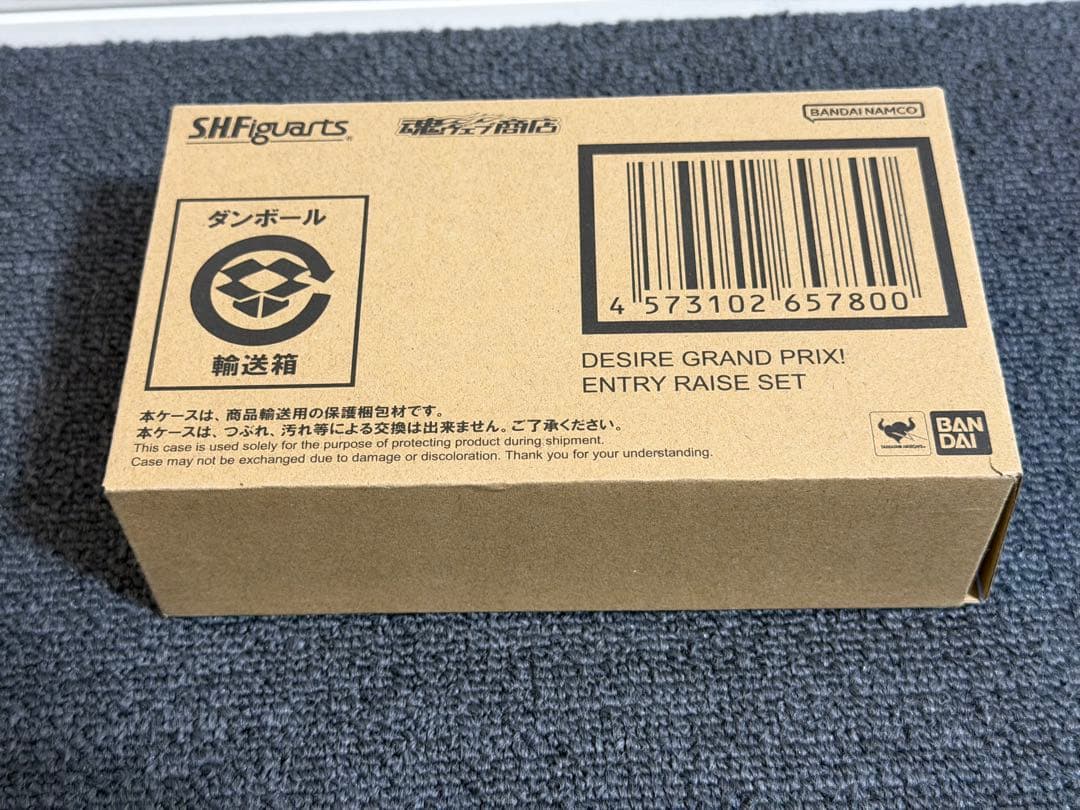 S.H.Figuarts
魂ウェブ商店
BANDAI NAMCO
ダンボール
輸送箱
4 573102 657800
DESIRE GRAND PRIX!
ENTRY RAISE SET
本ケースは、商品輸送用の保護梱包材です。
本ケースは、つぶれ、汚れ等による交換は出来ません。ご了承ください。
This case is used solely for the purpose of protecting product during shipment.
Case may not be exchanged due to damage or discoloration. Thank you for your understanding.
BAN
DAI